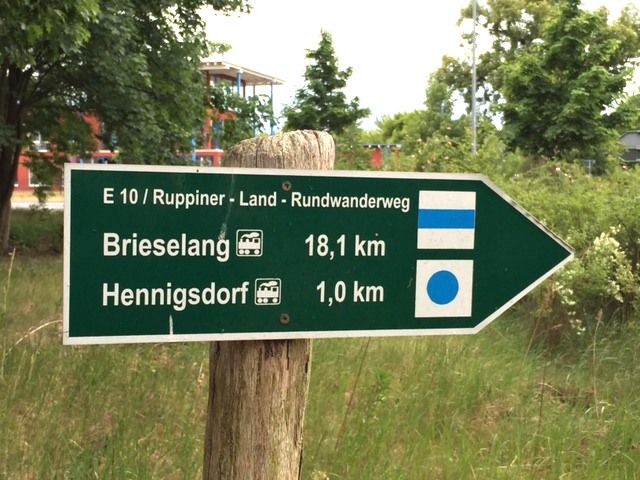 E 10 / Ruppiner - Land - Rundwanderweg
Brieselang 18,1 km
Hennigsdorf 1,0 km